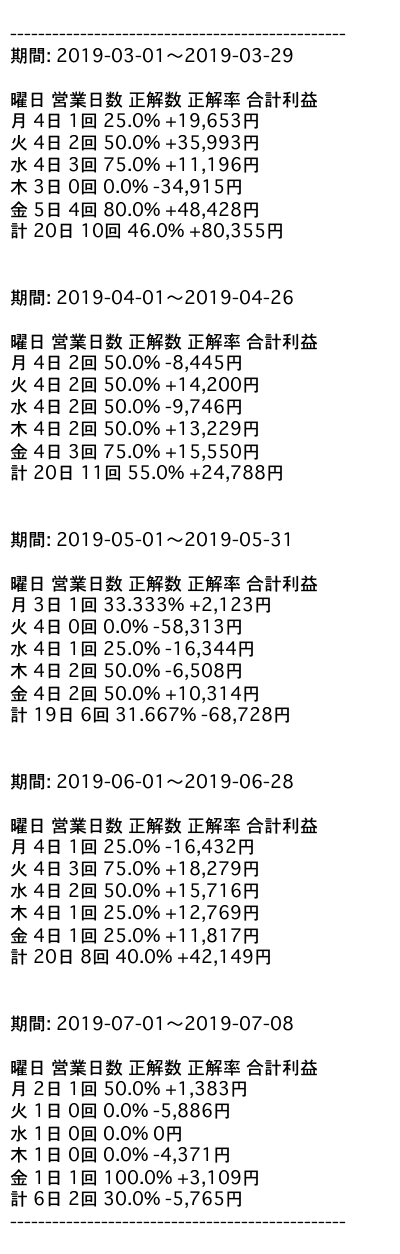 ------------------------------------------------
期間: 2019-03-01〜2019-03-29
曜日 営業日数 正解数 正解率 合計利益
月 4日 1回 25.0% +19,653円
火 4日 2回 50.0% +35,993円
水 4日 3回 75.0% +11,196円
木 3日 0回 0.0% -34,915円
金 5日 4回 80.0% +48,428円
計 20日 10回 46.0% +80,355円
期間: 2019-04-01〜2019-04-26
曜日 営業日数 正解数 正解率 合計利益
月 4日 2回 50.0% -8,445円
火 4日 2回 50.0% +14,200円
水 4日 2回 50.0% -9,746円
木 4日 2回 50.0% +13,229円
金 4日 3回 75.0% +15,550円
計 20日 11回 55.0% +24,788円
期間: 2019-05-01〜2019-05-31
曜日 営業日数 正解数 正解率 合計利益
月 3日 1回 33.333% +2,123円
火 4日 0回 0.0% -58,313円
水 4日 1回 25.0% -16,344円
木 4日 2回 50.0% -6,508円
金 4日 2回 50.0% +10,314円
計 19日 6回 31.667% -68,728円
期間: 2019-06-01〜2019-06-28
曜日 営業日数 正解数 正解率 合計利益
月 4日 1回 25.0% -16,432円
火 4日 3回 75.0% +18,279円
水 4日 2回 50.0% +15,716円
木 4日 1回 25.0% +12,769円
金 4日 1回 25.0% +11,817円
計 20日 8回 40.0% +42,149円
期間: 2019-07-01〜2019-07-08
曜日 営業日数 正解数 正解率 合計利益
月 2日 1回 50.0% +1,383円
火 1日 0回 0.0% -5,886円
水 1日 0回 0.0% 0円
木 1日 0回 0.0% -4,371円
金 1日 1回 100.0% +3,109円
計 6日 2回 30.0% -5,765円
------------------------------------------------